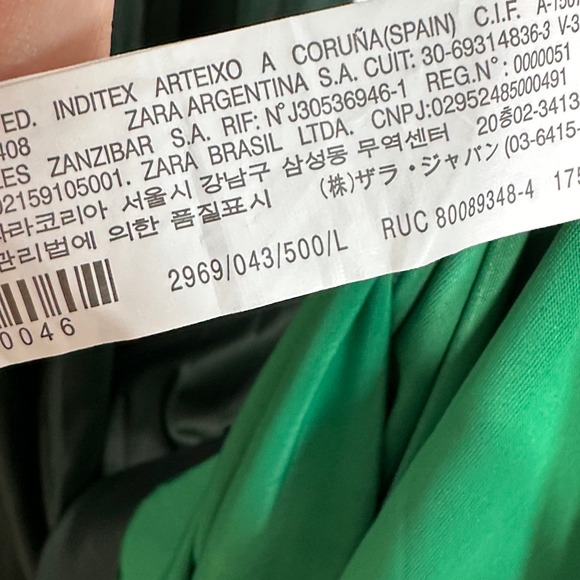 ED. INDITEX ARTEIXO A CORUÑA(SPAIN) C.I.F.
408 ZARA ARGENTINA S.A. CUIT: 30-69314836-3
ZANZIBAR S.A. RIF: NºJ30536946-1 REG.Nº: 0000051
02159105001. ZARA BRASIL LTDA. CNPJ:02952485000491
자라코리아 서울시 강남구 삼성동 무역센터 20층02-3413-
관리법에 의한 품질표시 (株)ザラ・ジャパン (03-6415-
0046 2969/043/500/L RUC 80089348-4